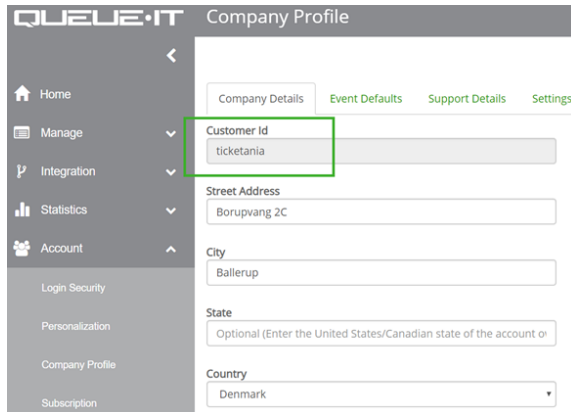 QUEUE·IT
Company Profile
Home
Manage
Integration
Statistics
Account
Login Security
Personalization
Company Profile
Subscription
Company Details Event Defaults Support Details Settings
Customer Id
ticketania
Street Address
Borupvang 2C
City
Ballerup
State
Optional (Enter the United States/Canadian state of the account
Country
Denmark